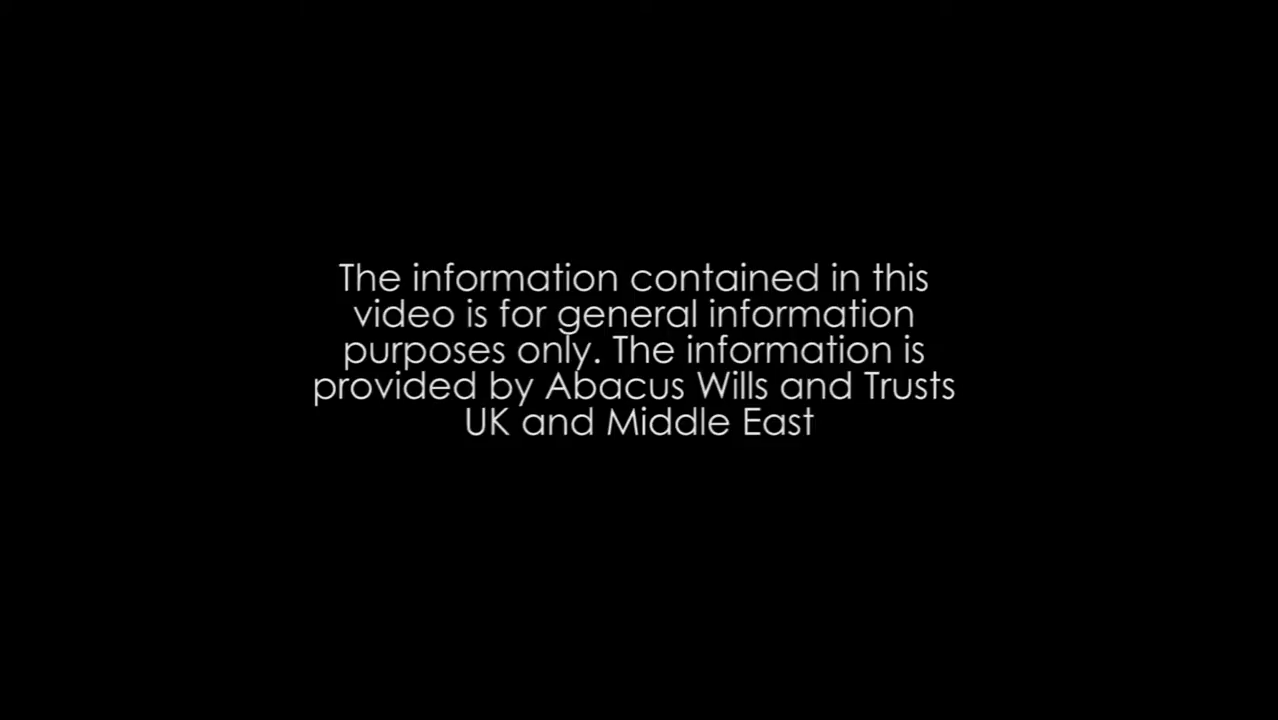 The information contained in this
video is for general information
purposes only. The information is
provided by Abacus Wills and Trusts
UK and Middle East